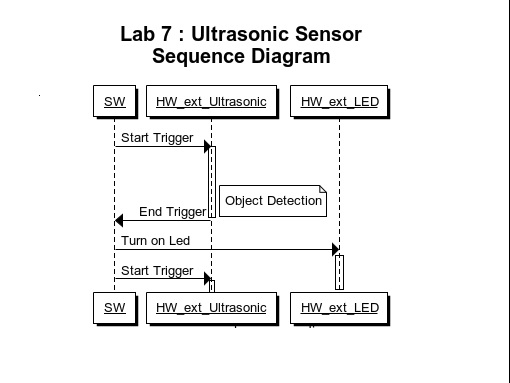 Lab 7 : Ultrasonic Sensor
Sequence Diagram
SW HW_ext_Ultrasonic HW_ext_LED
Start Trigger
Object Detection
End Trigger
Turn on Led
Start Trigger
SW HW_ext_Ultrasonic HW_ext_LED